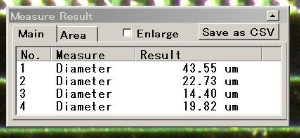 Measure Result
Main Area Enlarge Save as CSV
No. Measure Result
1 Diameter 43.55 um
2 Diameter 22.73 um
3 Diameter 14.40 um
4 Diameter 19.82 um